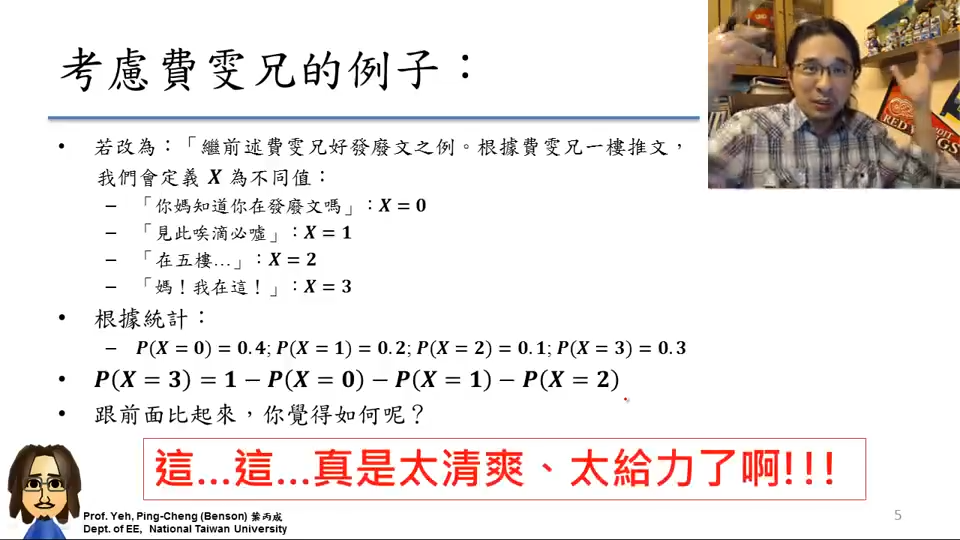 考慮費雯兄的例子：
• 若改為：「繼前述費雯兄好發廢文之例。根據費雯兄一樓推文，
我們會定義 X 為不同值：
– 「你媽知道你在發廢文嗎」：X = 0
– 「見此唉滴必噓」：X = 1
– 「在五樓…」：X = 2
– 「媽！我在這！」：X = 3
• 根據統計：
– P(X = 0) = 0.4; P(X = 1) = 0.2; P(X = 2) = 0.1; P(X = 3) = 0.3
• P(X = 3) = 1 − P(X = 0) − P(X = 1) − P(X = 2)
• 跟前面比起來，你覺得如何呢？
這...這...真是太清爽、太給力了啊!!!
Prof. Yeh, Ping-Cheng (Benson) 葉丙成
Dept. of EE, National Taiwan University
5
RED WINGS